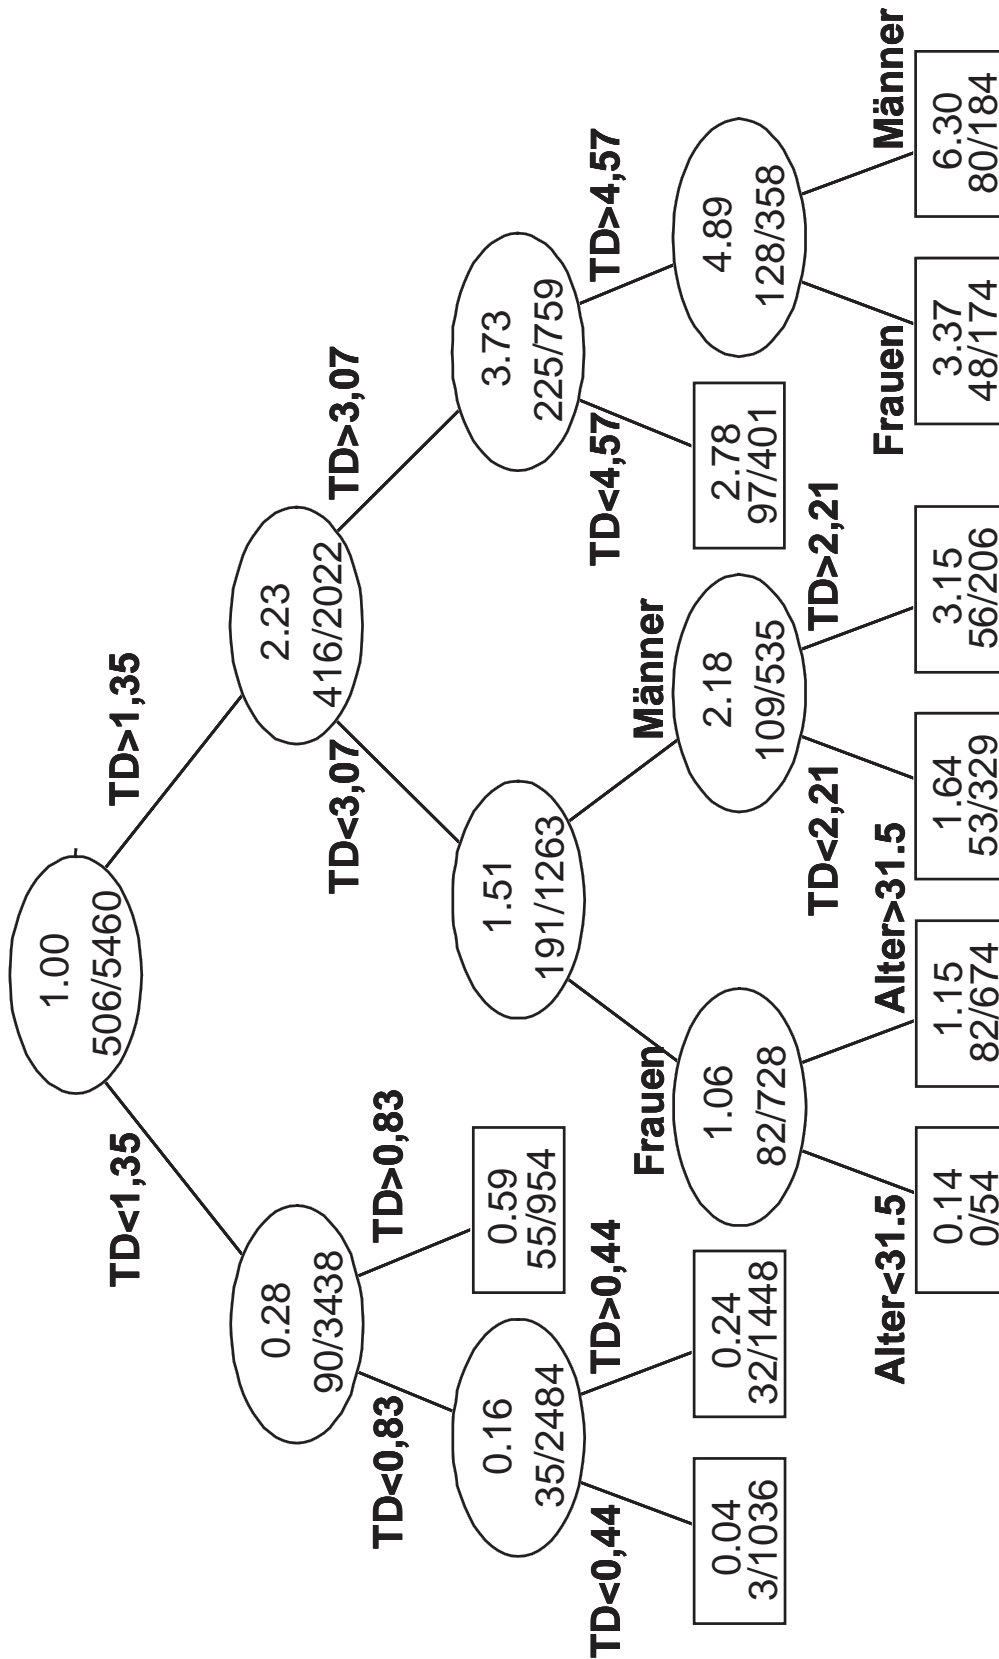 1.00
506/5460
TD<1,35
TD>1,35
0.28
90/3438
2.23
416/2022
TD<0,83
TD>0,83
TD<3,07
TD>3,07
0.16
35/2484
0.59
55/954
1.51
191/1263
3.73
225/759
TD<0,44
TD>0,44
Frauen
Männer
TD<4,57
TD>4,57
0.04
3/1036
0.24
32/1448
1.06
82/728
2.18
109/535
2.78
97/401
4.89
128/358
Alter<31.5
Alter>31.5
TD<2,21
TD>2,21
Frauen
Männer
0.14
0/54
1.15
82/674
1.64
53/329
3.15
56/206
3.37
48/174
6.30
80/184